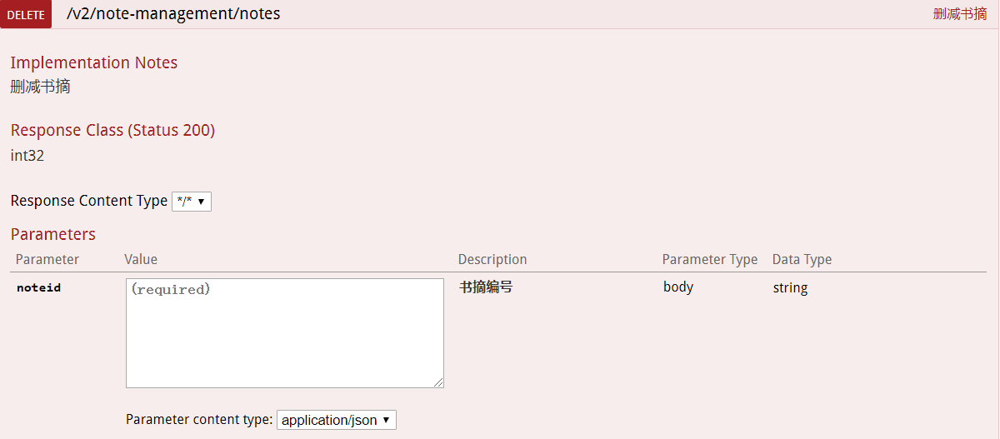 DELETE /v2/note-management/notes 删减书摘
Implementation Notes
删减书摘
Response Class (Status 200)
int32
Response Content Type */*
Parameters
Parameter Value Description Parameter Type Data Type
noteid (required) 书摘编号 body string
Parameter content type: application/json